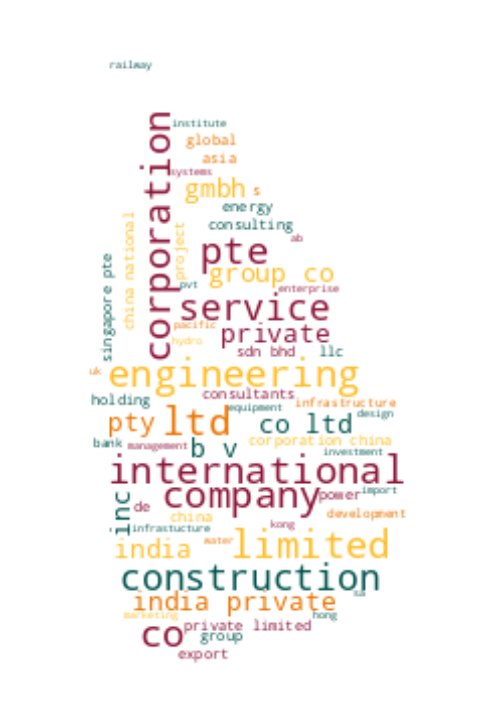 railway
institute
corporation
global
asia
systems
gmbh s
energy
consulting
china national
project
ab
pte
singapore pte
group co
pvt
enterprise
service
pacific
private
hydro
sdn bhd
llc
uk
engineering
consultants
holding
equipment
infrastructure
design
pty
ltd
co ltd
bank
management
b v
corporation china
investment
international
inc
company
power
import
de
china
kong
development
infrastucture
water
india
limited
construction
sa
india private
marketing
hong
co
private limited
group
export